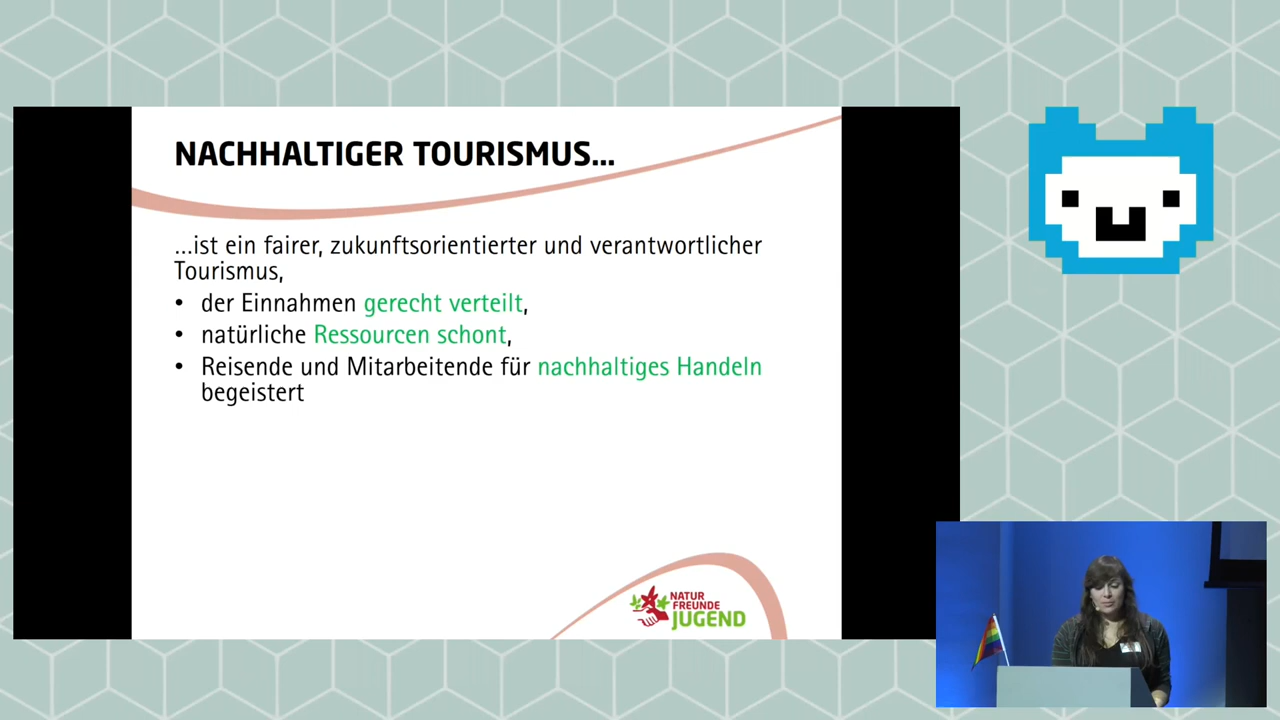 NACHHALTIGER TOURISMUS...
...ist ein fairer, zukunftsorientierter und verantwortlicher
Tourismus,
• der Einnahmen gerecht verteilt,
• natürliche Ressourcen schont,
• Reisende und Mitarbeitende für nachhaltiges Handeln
begeistert
NATUR
FREUNDE
JUGEND